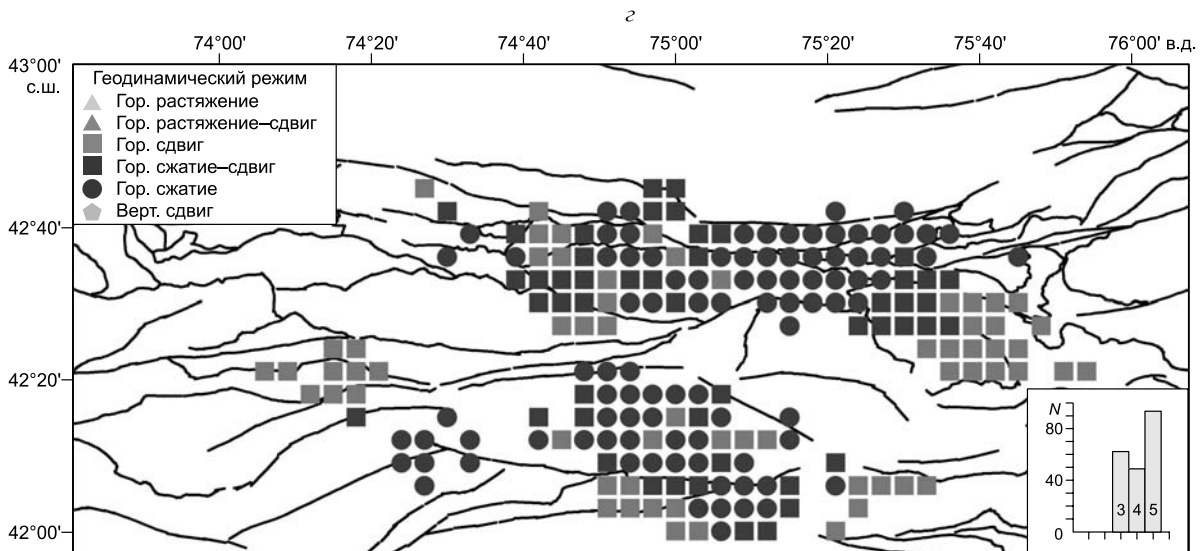 г
74°00' 74°20' 74°40' 75°00' 75°20' 75°40' 76°00' в.д.
43°00'
с.ш.
Геодинамический режим
Гор. растяжение
Гор. растяжение–сдвиг
Гор. сдвиг
Гор. сжатие–сдвиг
Гор. сжатие
Верт. сдвиг
42°40'
42°20'
42°00'
N
80
40
0
3 4 5